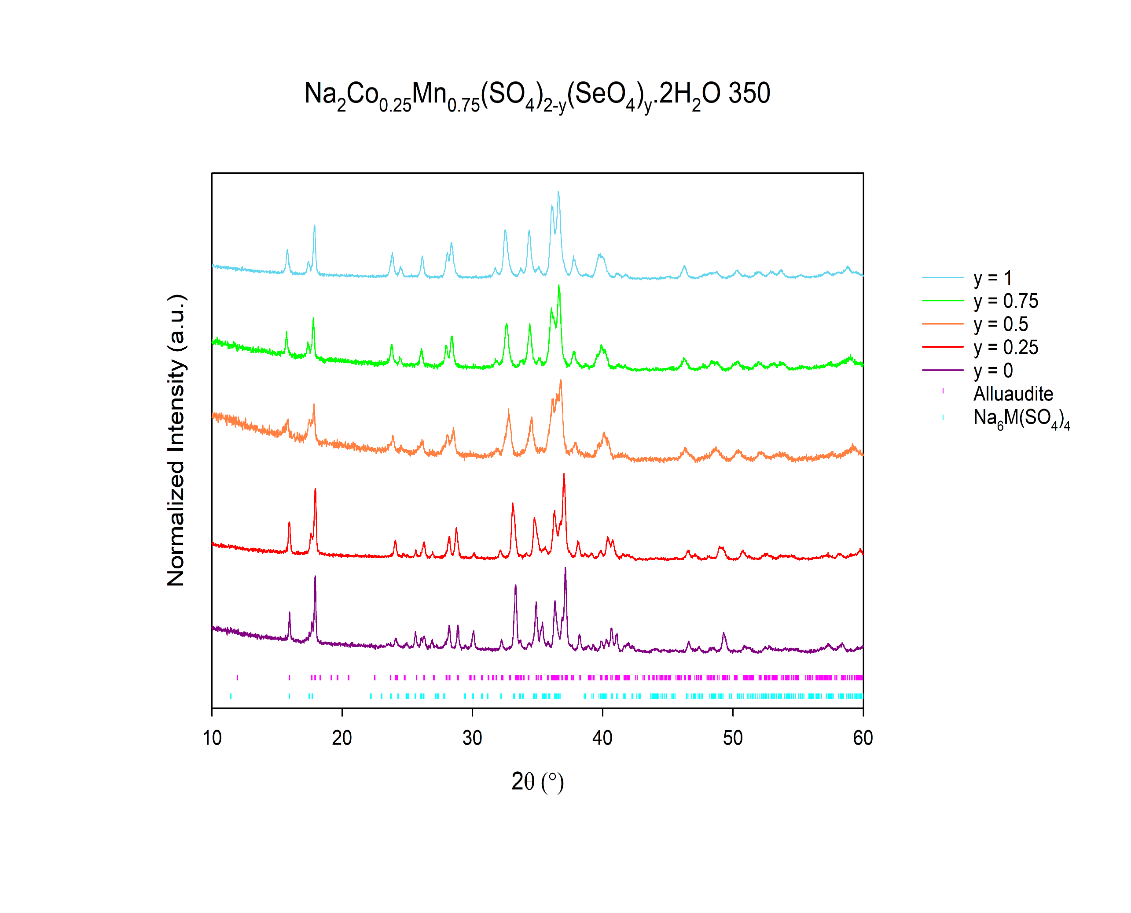 Na2Co0.25Mn0.75(SO4)2-y(SeO4)y.2H2O 350
Normalized Intensity (a.u.)
y = 1
y = 0.75
y = 0.5
y = 0.25
y = 0
Alluaudite
Na6M(SO4)4
10 20 30 40 50 60
2θ (°)